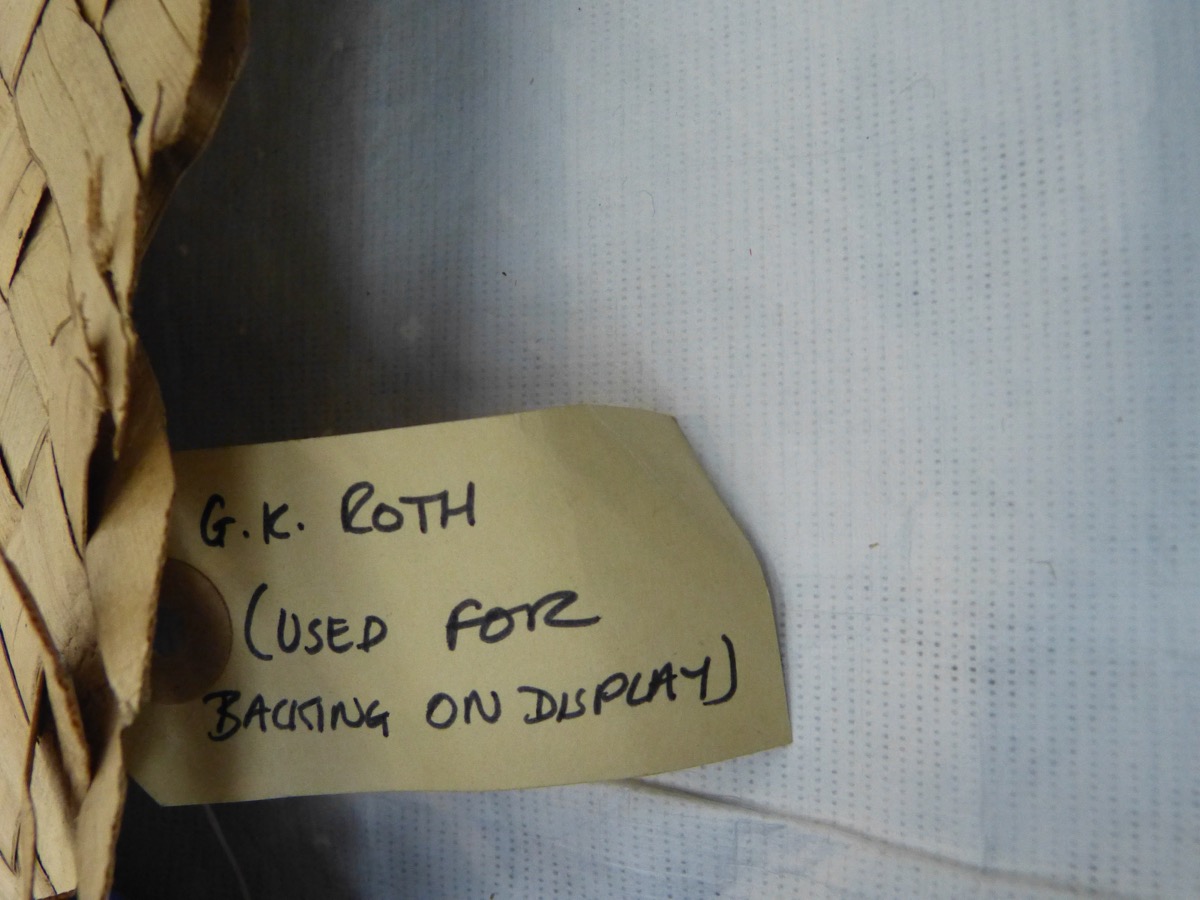 G.K. ROTH
(USED FOR
BACKING ON DISPLAY)